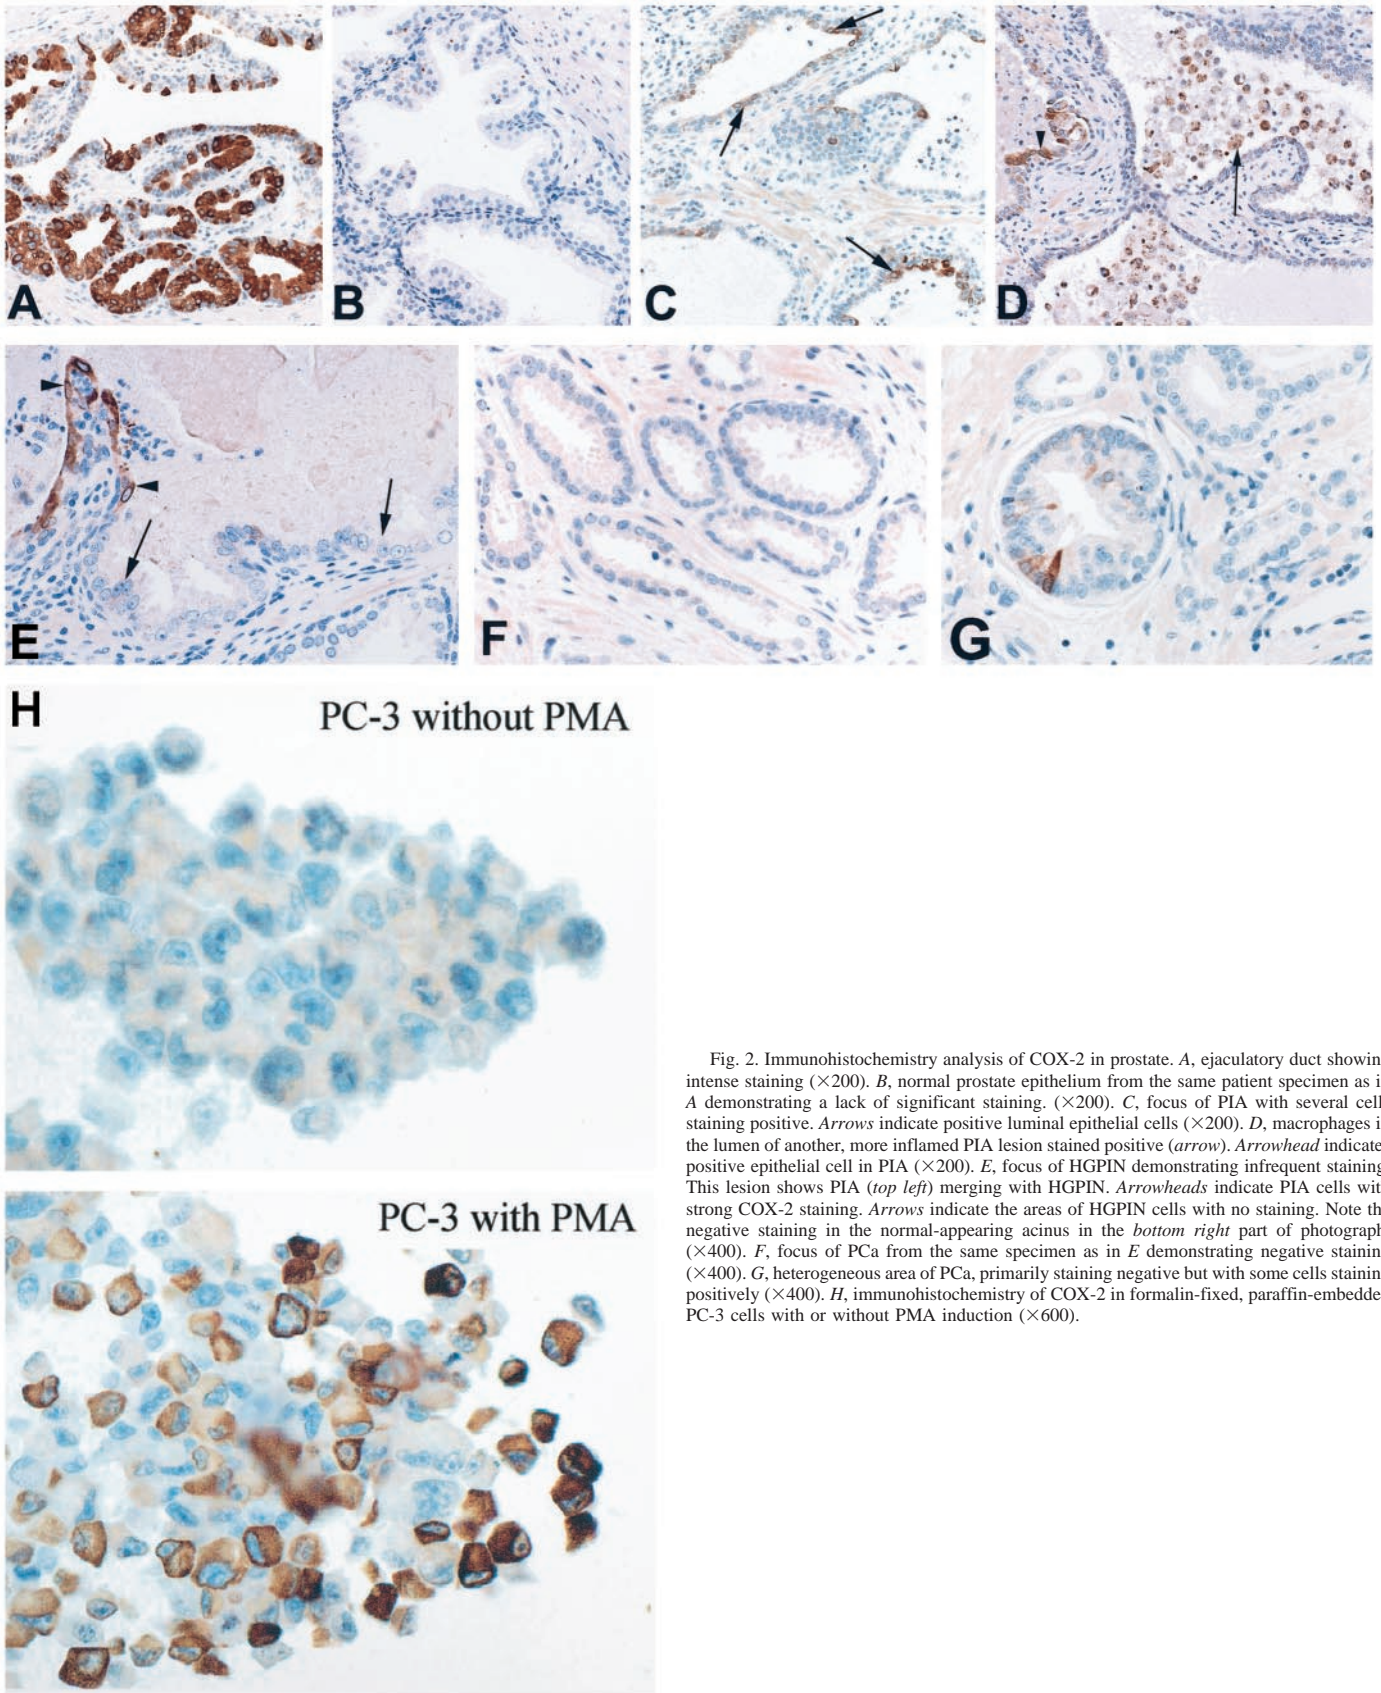 A
B
C
D
E
F
G
H
PC-3 without PMA
PC-3 with PMA
Fig. 2. Immunohistochemistry analysis of COX-2 in prostate. A, ejaculatory duct showin
intense staining (×200). B, normal prostate epithelium from the same patient specimen as i
A demonstrating a lack of significant staining. (×200). C, focus of PIA with several cell
staining positive. Arrows indicate positive luminal epithelial cells (×200). D, macrophages i
the lumen of another, more inflamed PIA lesion stained positive (arrow). Arrowhead indicate
positive epithelial cell in PIA (×200). E, focus of HGPIN demonstrating infrequent staining
This lesion shows PIA (top left) merging with HGPIN. Arrowheads indicate PIA cells wit
strong COX-2 staining. Arrows indicate the areas of HGPIN cells with no staining. Note th
negative staining in the normal-appearing acinus in the bottom right part of photograph
(×400). F, focus of PCa from the same specimen as in E demonstrating negative stainin
(×400). G, heterogeneous area of PCa, primarily staining negative but with some cells stainin
positively (×400). H, immunohistochemistry of COX-2 in formalin-fixed, paraffin-embedde
PC-3 cells with or without PMA induction (×600).